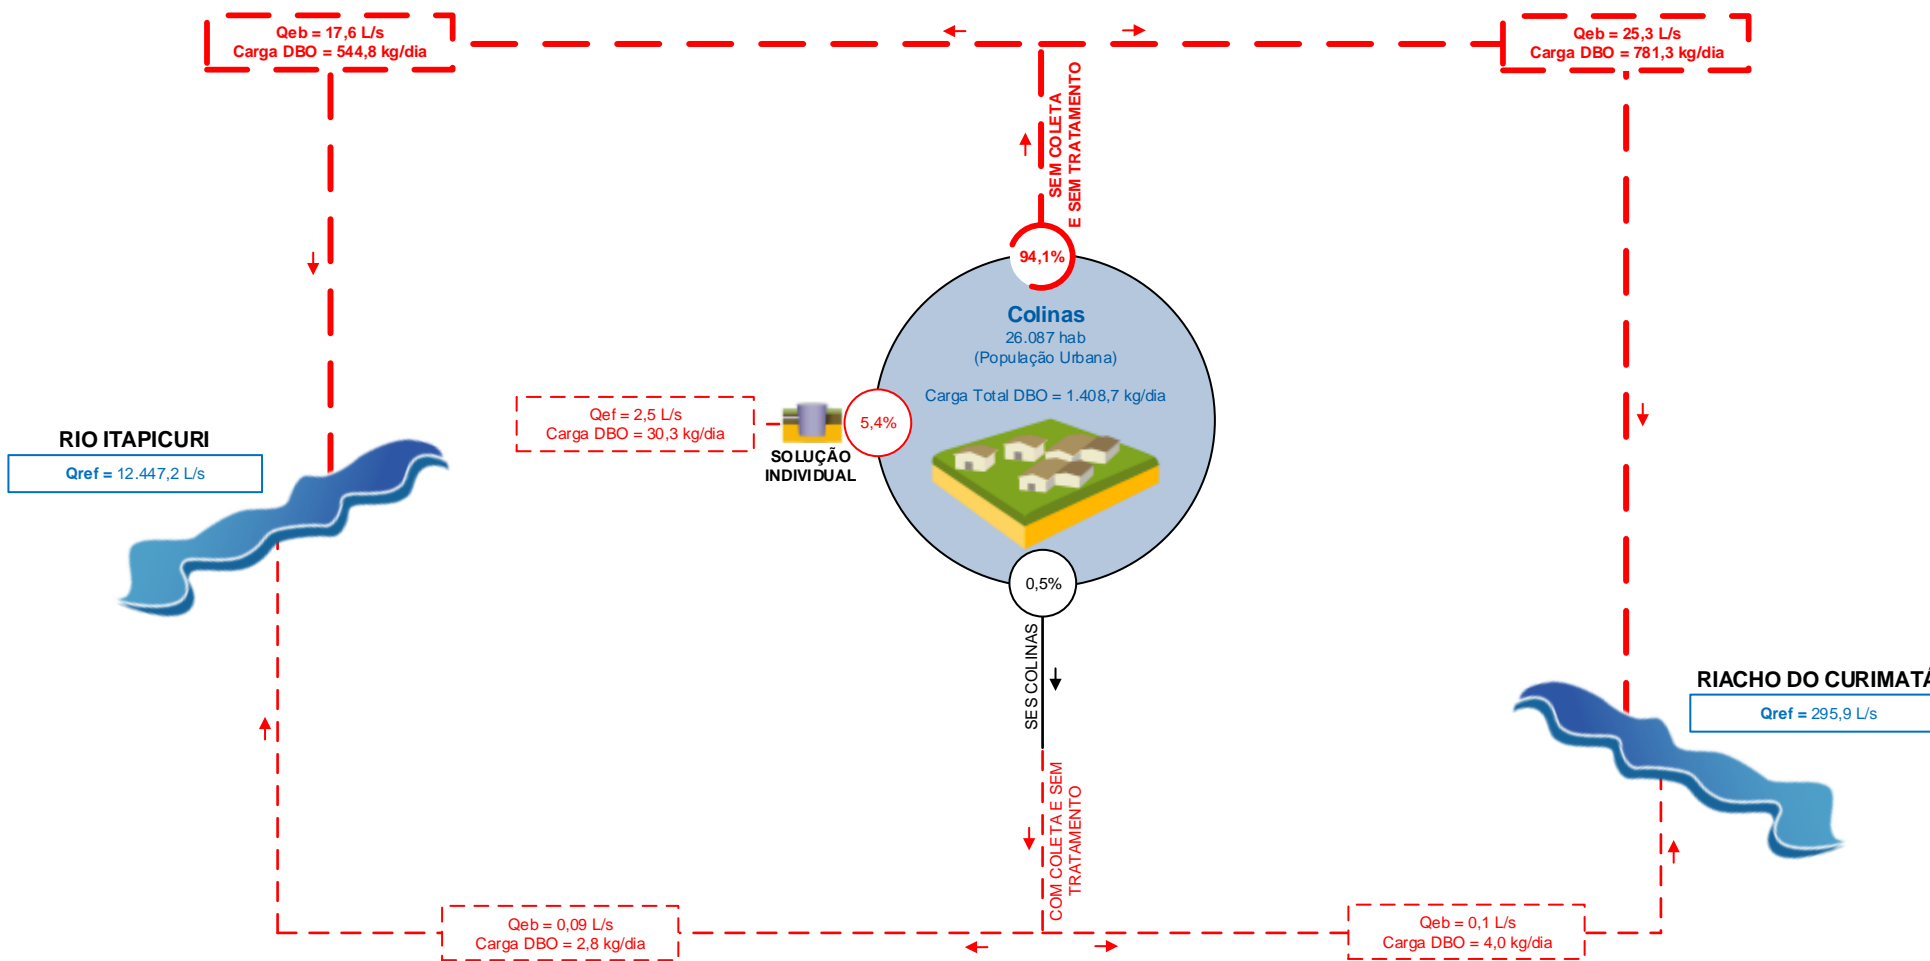 Qeb = 17,6 L/s
Carga DBO = 544,8 kg/dia
Qeb = 25,3 L/s
Carga DBO = 781,3 kg/dia
SEM COLETA
E SEM TRATAMENTO
94,1%
Colinas
26.087 hab
(População Urbana)
Carga Total DBO = 1.408,7 kg/dia
Qef = 2,5 L/s
Carga DBO = 30,3 kg/dia
5,4%
SOLUÇÃO
INDIVIDUAL
RIO ITAPICURI
Qref = 12.447,2 L/s
0,5%
SES COLINAS
RIACHO DO CURIMATÁ
Qref = 295,9 L/s
COM COLETA E SEM
TRATAMENTO
Qeb = 0,09 L/s
Carga DBO = 2,8 kg/dia
Qeb = 0,1 L/s
Carga DBO = 4,0 kg/dia